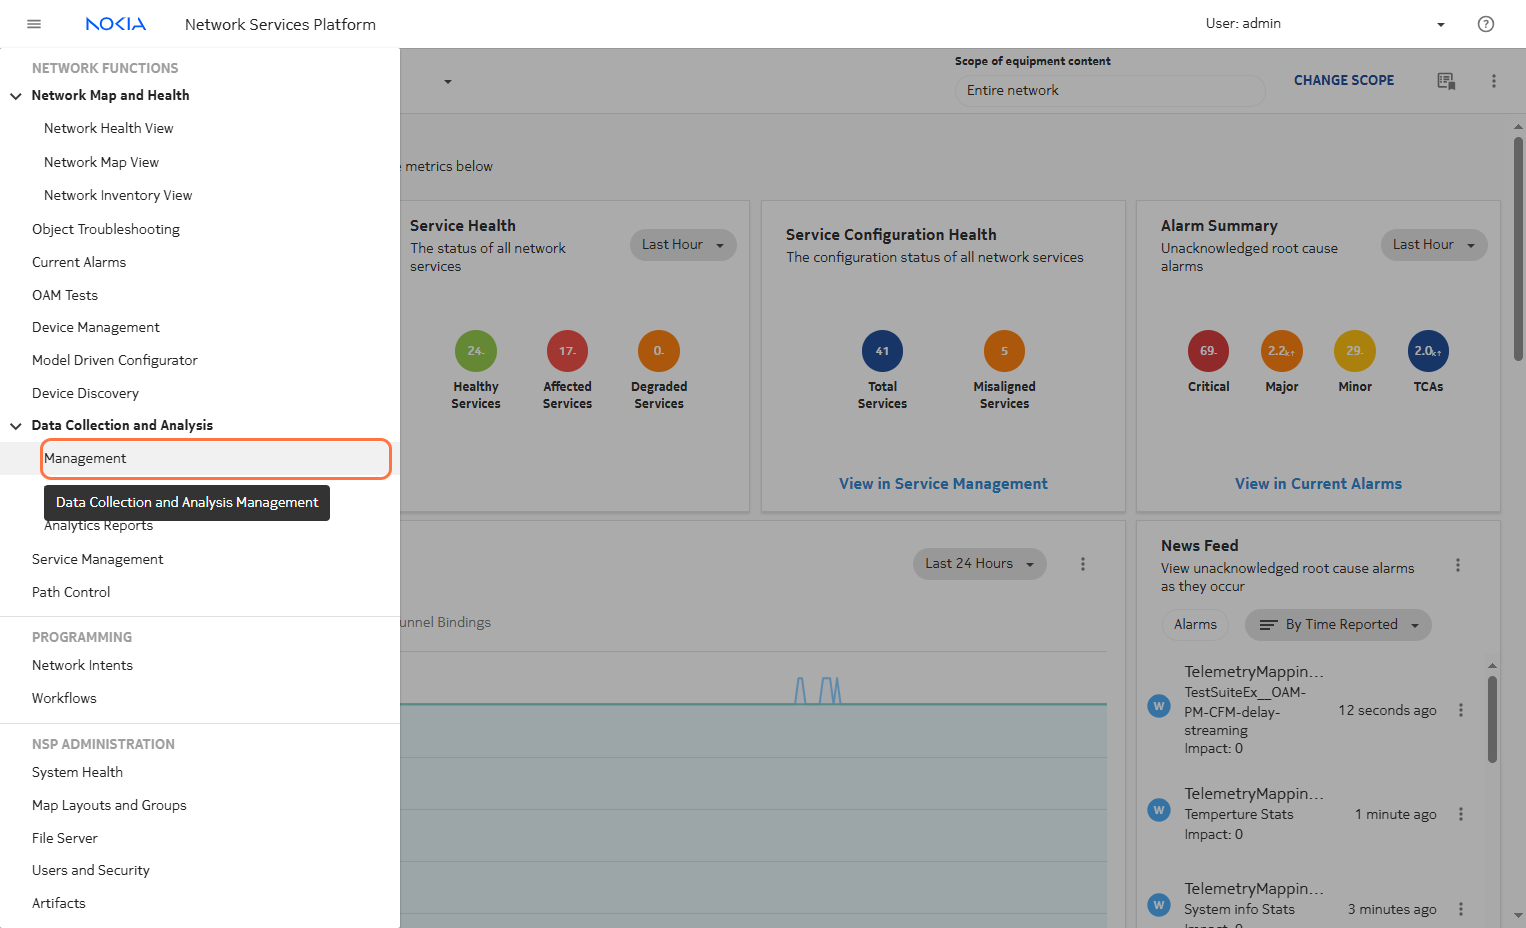 NOKIA
Network Services Platform
User: admin
NETWORK FUNCTIONS
Network Map and Health
Network Health View
Network Map View
Network Inventory View
Object Troubleshooting
Current Alarms
OAM Tests
Device Management
Model Driven Configurator
Device Discovery
Data Collection and Analysis
Management
Data Collection and Analysis Management
Analytics Reports
Service Management
Path Control
PROGRAMMING
Network Intents
Workflows
NSP ADMINISTRATION
System Health
Map Layouts and Groups
File Server
Users and Security
Artifacts
Scope of equipment content
Entire network
CHANGE SCOPE
metrics below
Service Health
The status of all network
services
Last Hour
24-
Healthy
Services
17-
Affected
Services
0-
Degraded
Services
Service Configuration Health
The configuration status of all network services
41
Total
Services
5
Misaligned
Services
View in Service Management
Alarm Summary
Unacknowledged root cause
alarms
Last Hour
69-
Critical
2.2k↑
Major
29-
Minor
2.0k↑
TCAs
View in Current Alarms
Last 24 Hours
unnel Bindings
News Feed
View unacknowledged root cause alarms
as they occur
Alarms
By Time Reported
W
TelemetryMappin...
TestSuiteEx__OAM-
PM-CFM-delay-
streaming
Impact: 0
12 seconds ago
W
TelemetryMappin...
Temperture Stats
Impact: 0
1 minute ago
W
TelemetryMappin...
System info Stats
3 minutes ago
Impact: 0